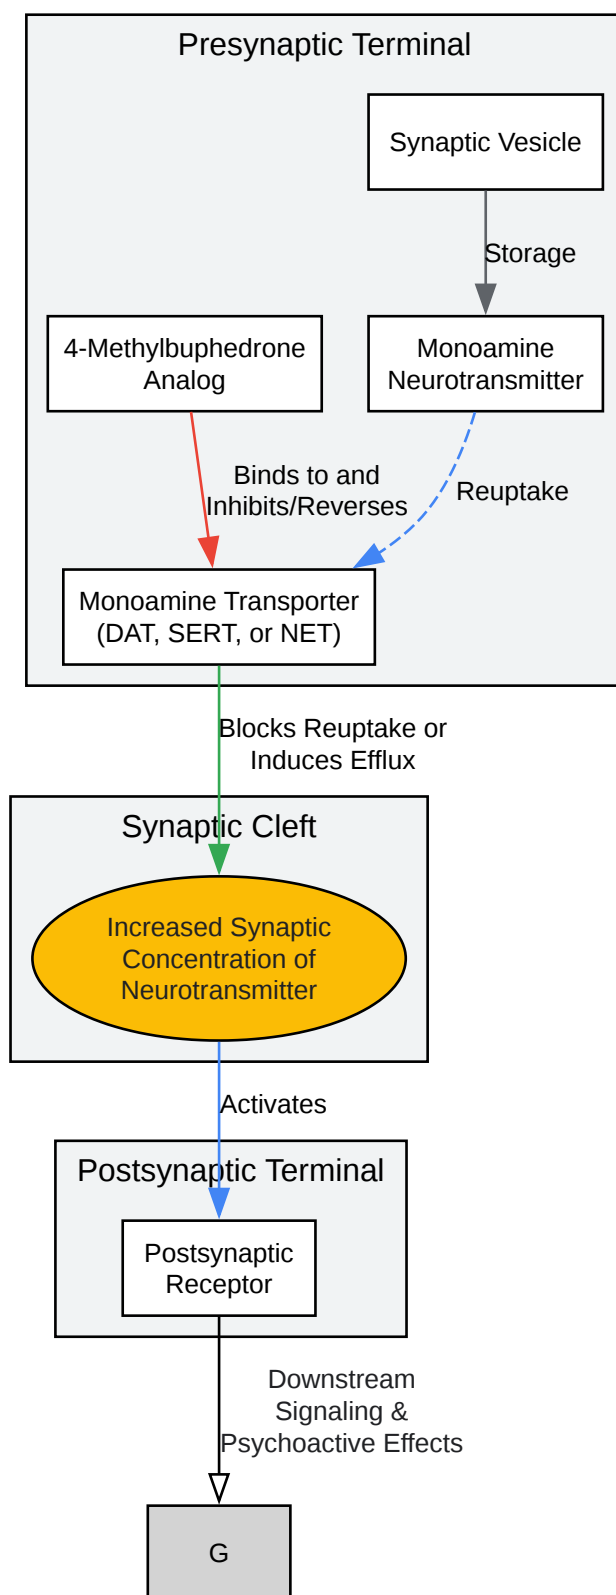 Presynaptic Terminal
Synaptic Vesicle
Storage
4-Methylbuphedrone
Analog
Monoamine
Neurotransmitter
Binds to and
Inhibits/Reverses
Reuptake
Monoamine Transporter
(DAT, SERT, or NET)
Blocks Reuptake or
Induces Efflux
Synaptic Cleft
Increased Synaptic
Concentration of
Neurotransmitter
Activates
Postsynaptic Terminal
Postsynaptic
Receptor
Downstream
Signaling &
Psychoactive Effects
G